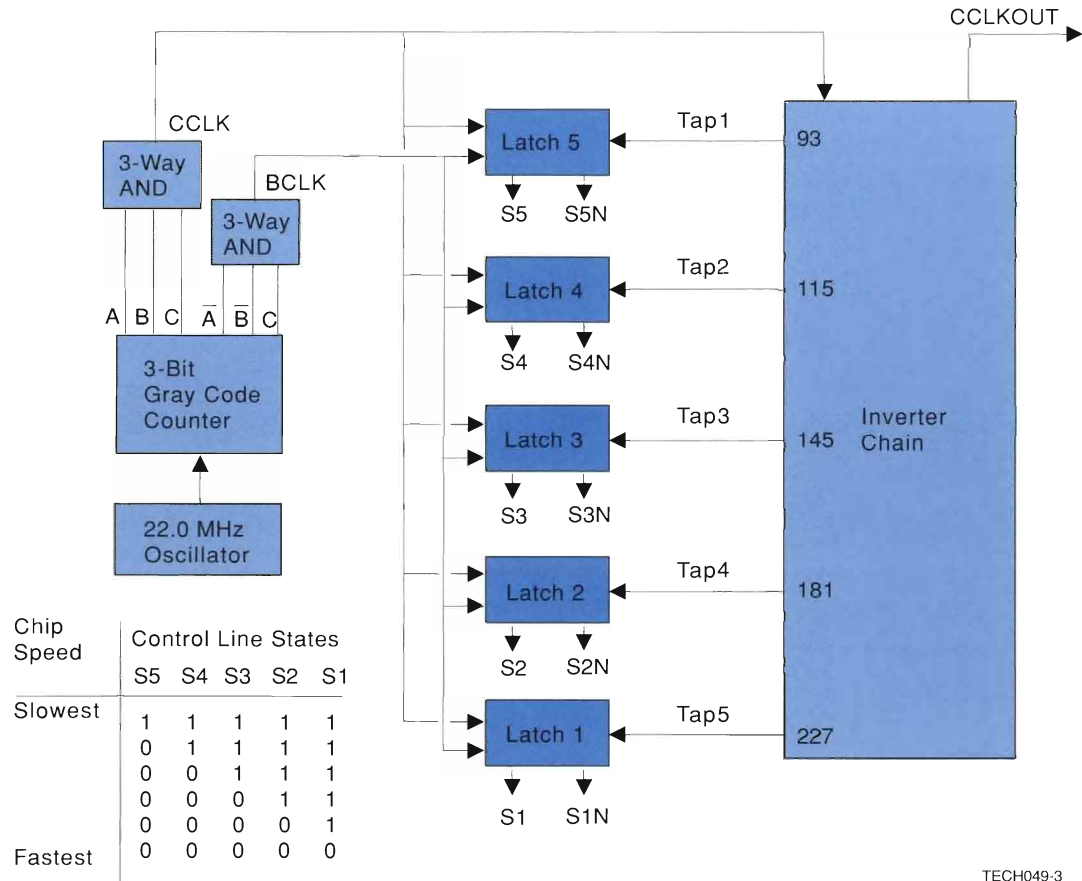 CCLKOUT
CCLK
3-Way
AND
BCLK
3-Way
AND
A B C A̅ B̅ C
3-Bit
Gray Code
Counter
22.0 MHz
Oscillator
Latch 5
S5 S5N
Tap1
93
Latch 4
S4 S4N
Tap2
115
Latch 3
S3 S3N
Tap3
145
Inverter
Chain
Latch 2
S2 S2N
Tap4
181
Latch 1
S1 S1N
Tap5
227
Chip
Speed
Control Line States
S5 S4 S3 S2 S1
Slowest
1 1 1 1 1
0 1 1 1 1
0 0 1 1 1
0 0 0 1 1
0 0 0 0 1
Fastest 0 0 0 0 0
TECH049-3